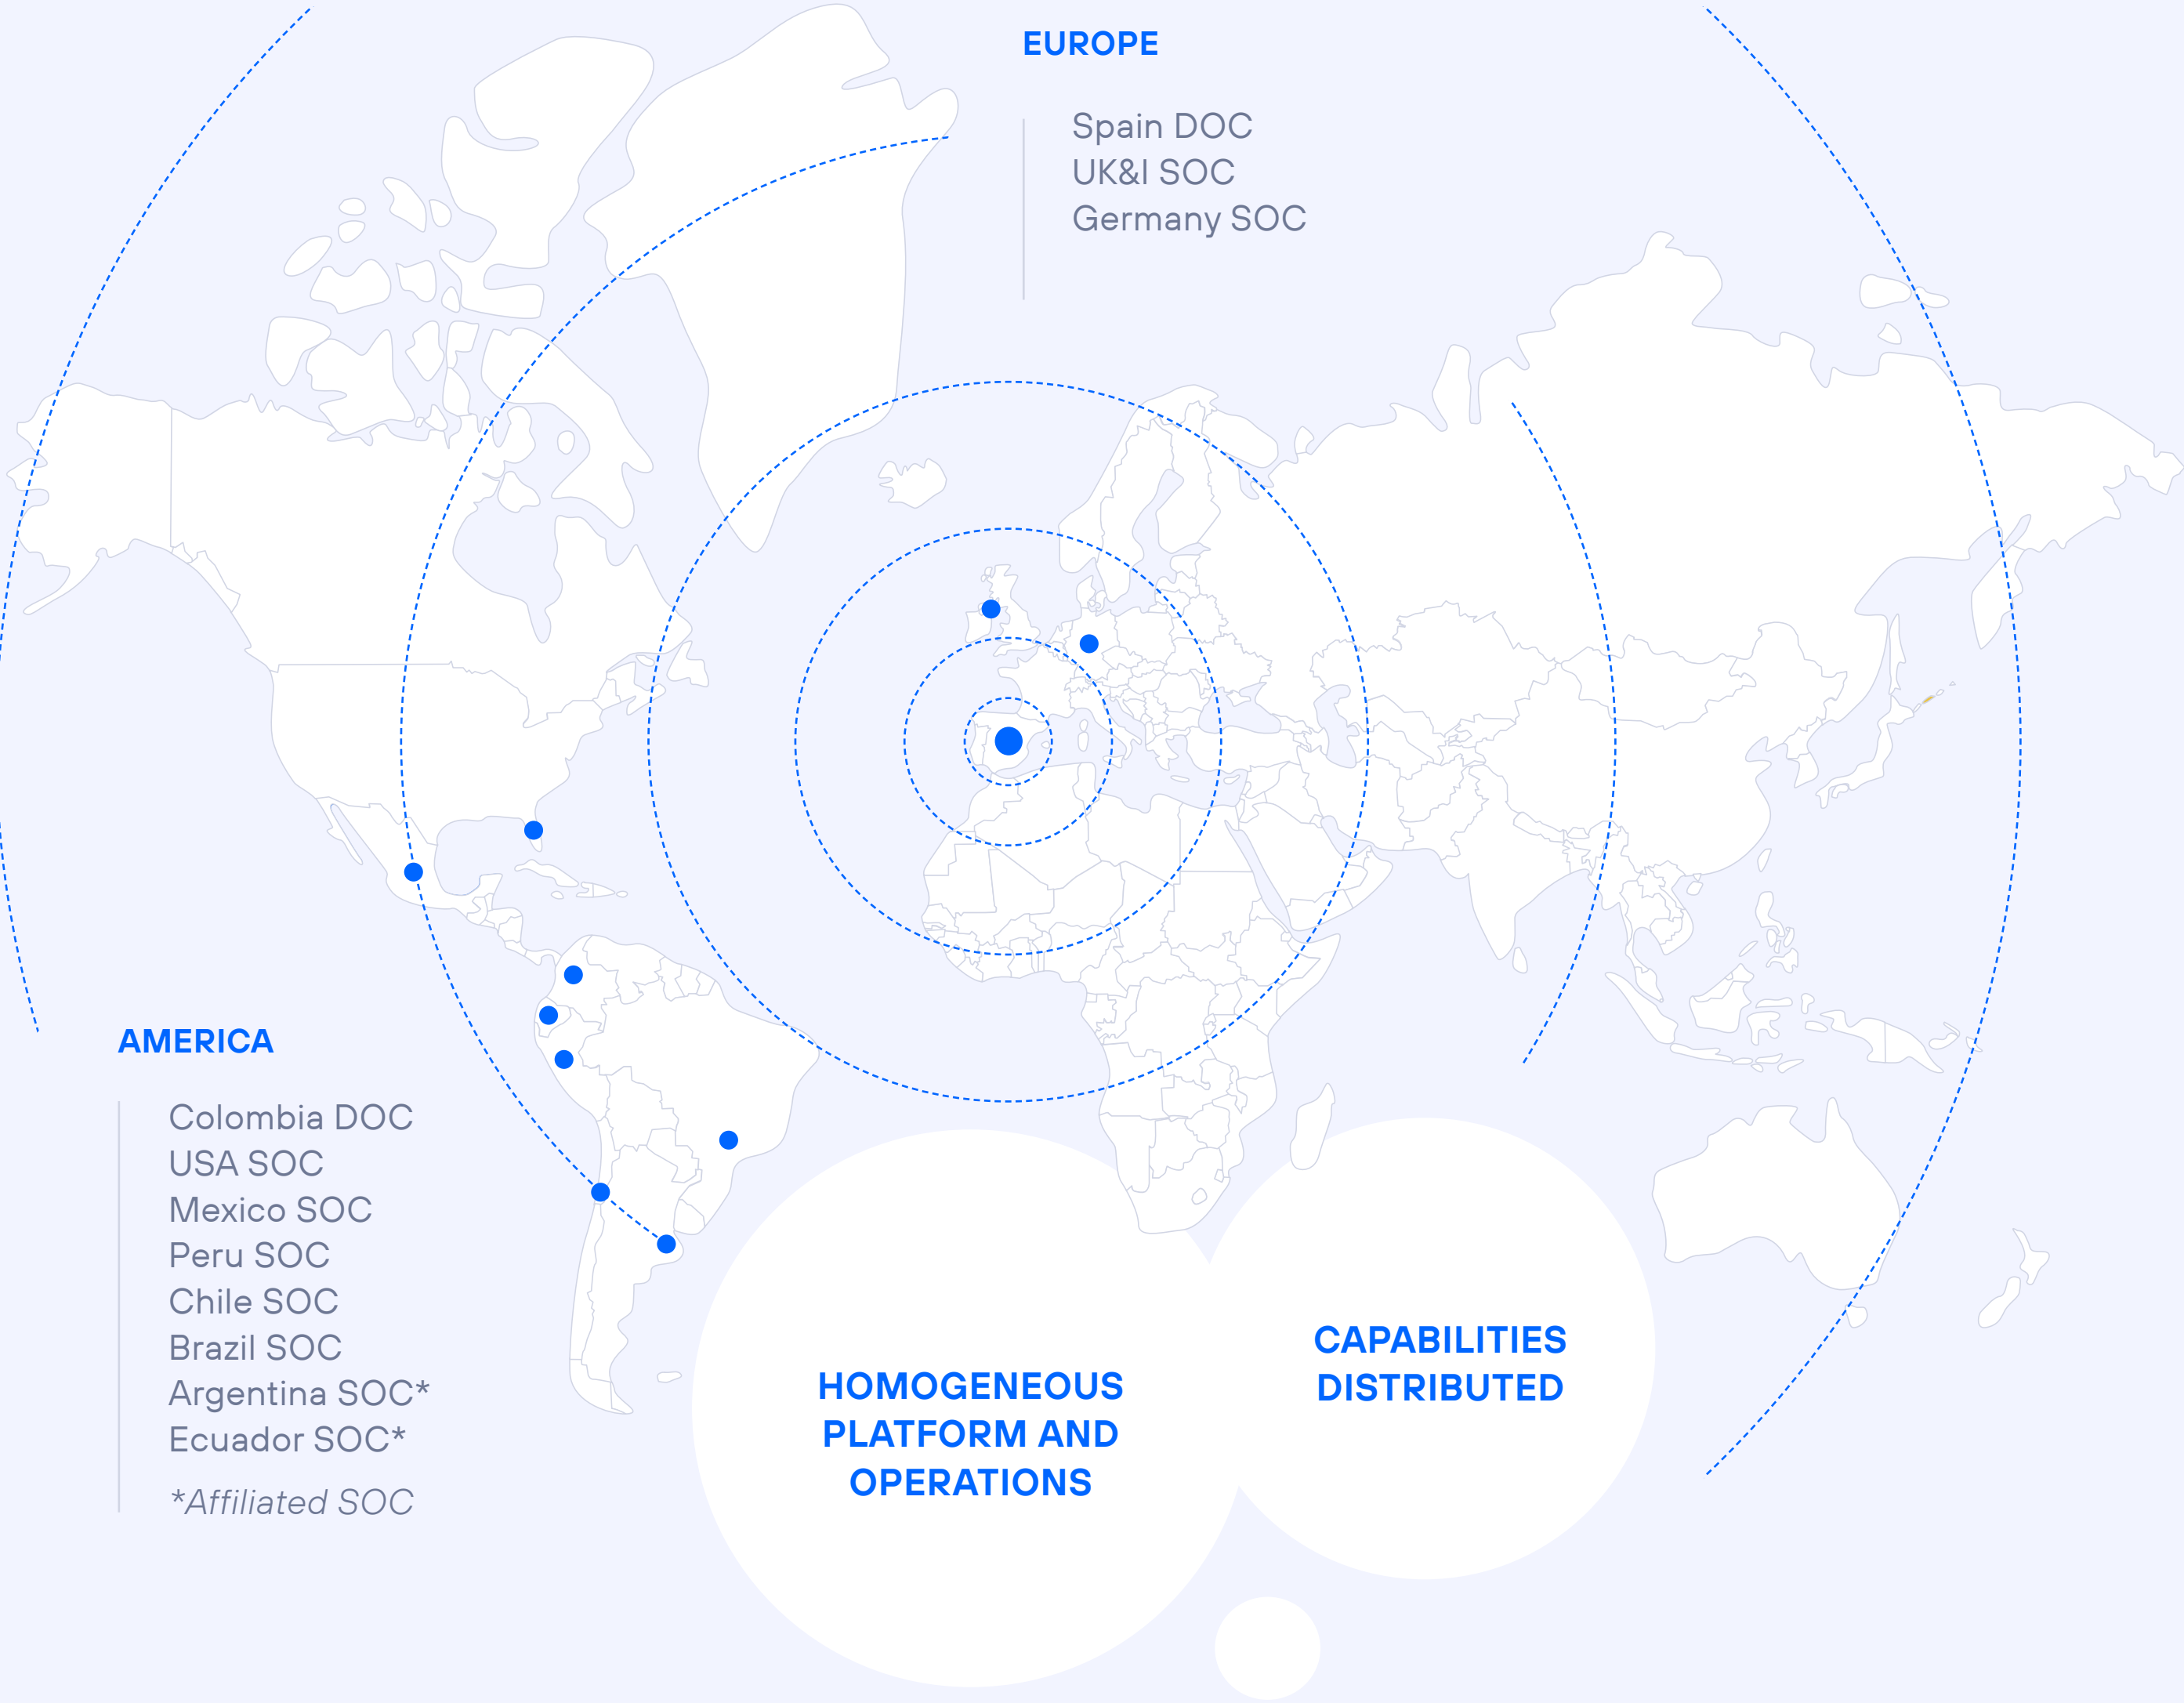 EUROPE
Spain DOC
UK&I SOC
Germany SOC
AMERICA
Colombia DOC
USA SOC
Mexico SOC
Peru SOC
Chile SOC
Brazil SOC
Argentina SOC*
Ecuador SOC*
*Affiliated SOC
HOMOGENEOUS
PLATFORM AND
OPERATIONS
CAPABILITIES
DISTRIBUTED